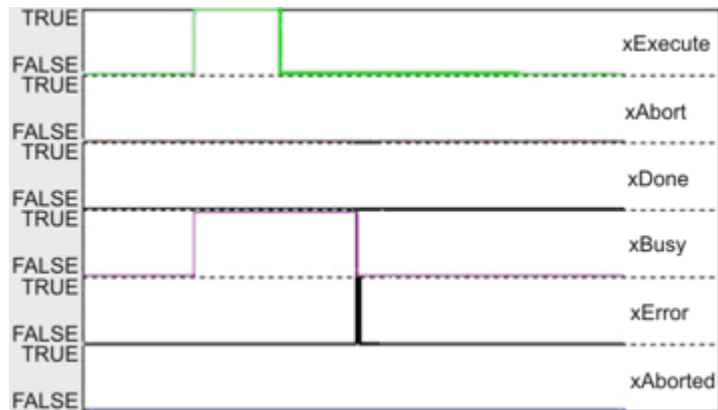 TRUE
xExecute
FALSE
TRUE
xAbort
FALSE
TRUE
xDone
FALSE
TRUE
xBusy
FALSE
TRUE
xError
FALSE
TRUE
xAborted
FALSE